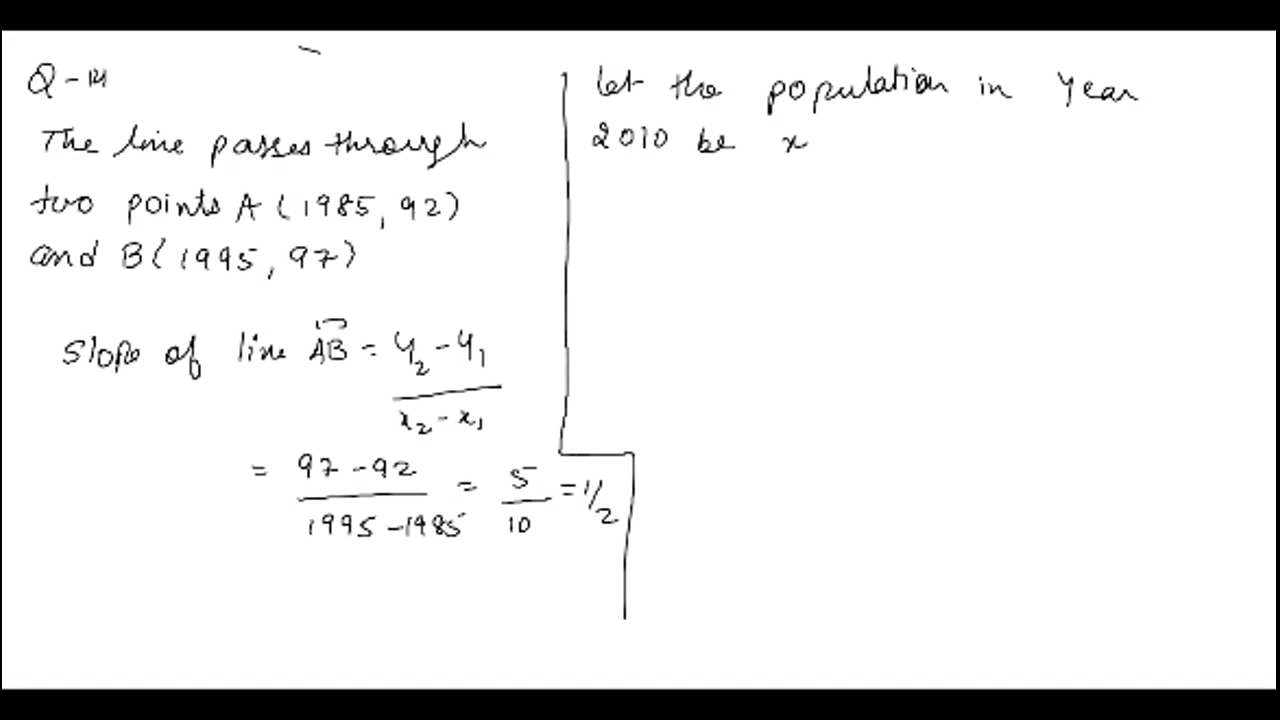 Q-14
The line passes through
two points A(1985, 92)
and B(1995, 97)
Slope of line AB = y2 - y1
x2 - x1
= 97 - 92 = 5 = 1/2
1995 - 1985 10
let the population in year
2010 be x